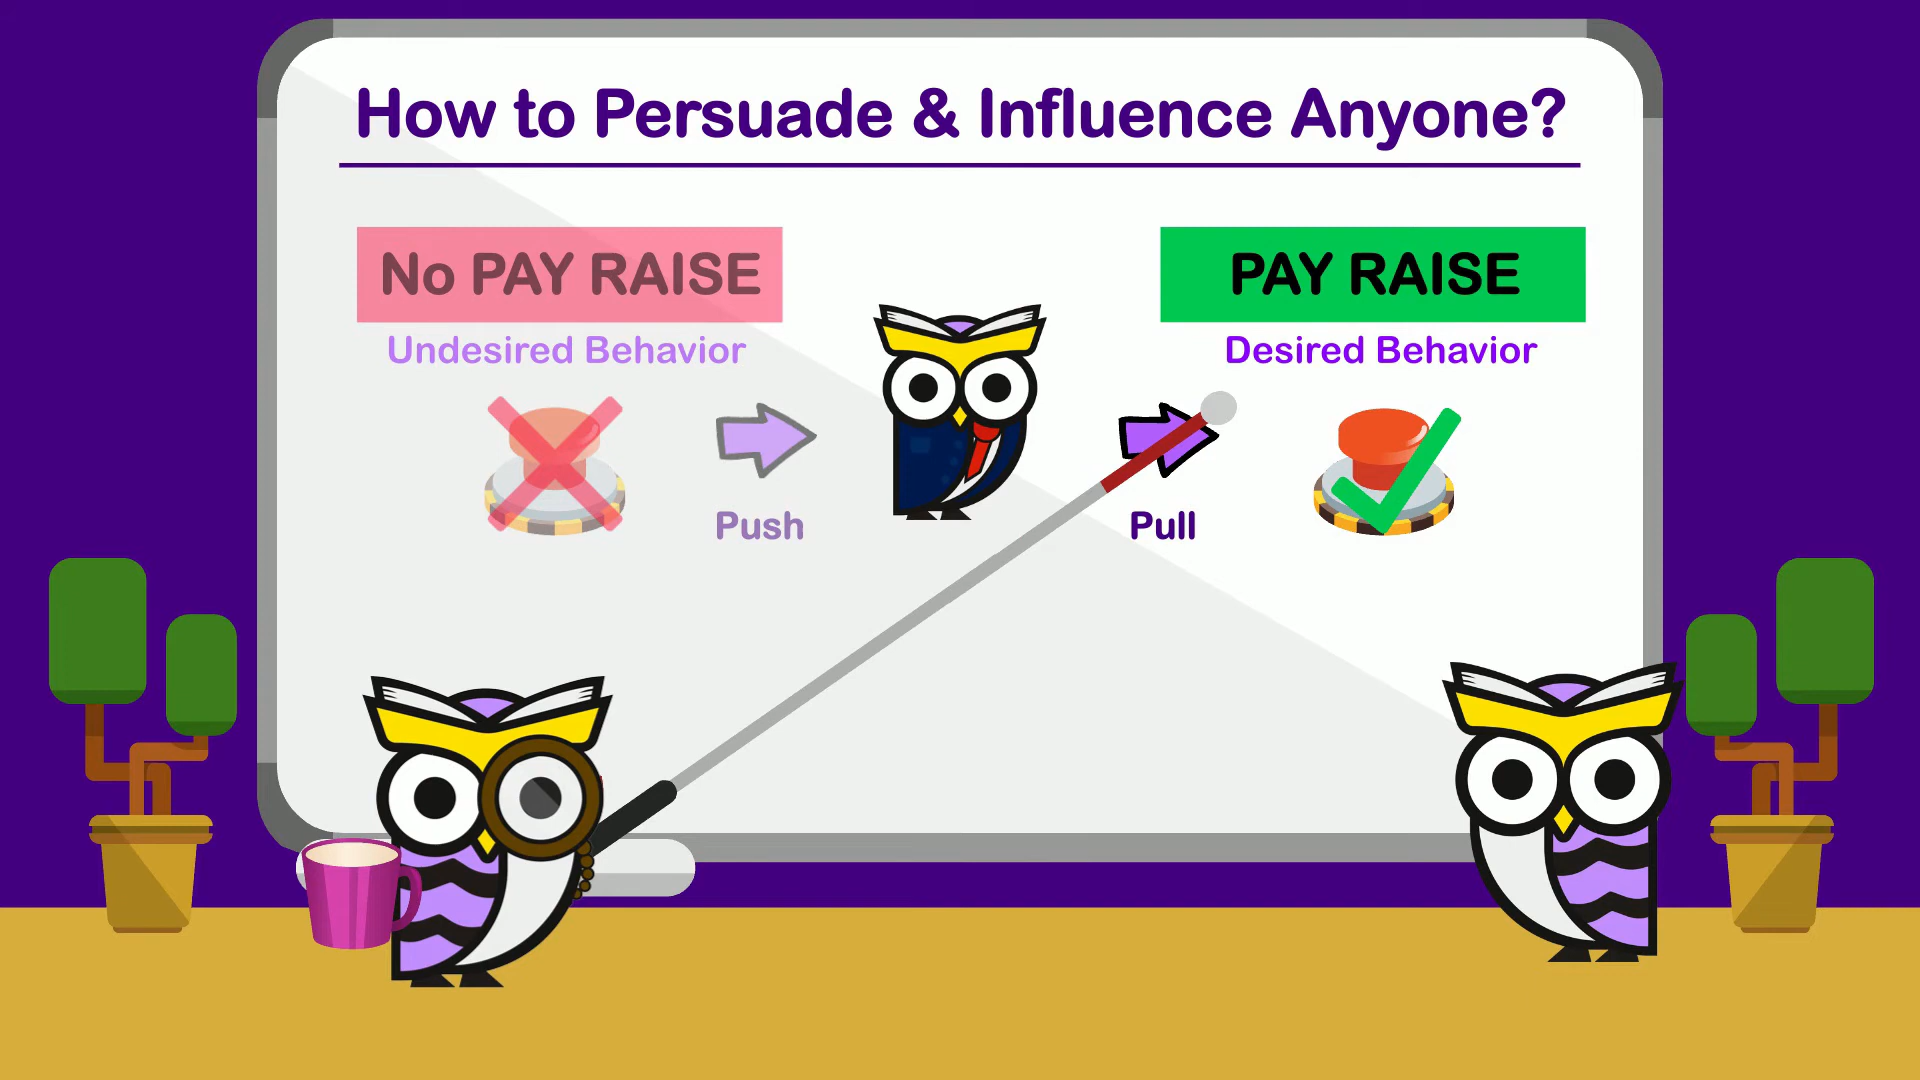 How to Persuade & Influence Anyone?
No PAY RAISE
PAY RAISE
Undesired Behavior
Desired Behavior
Push
Pull